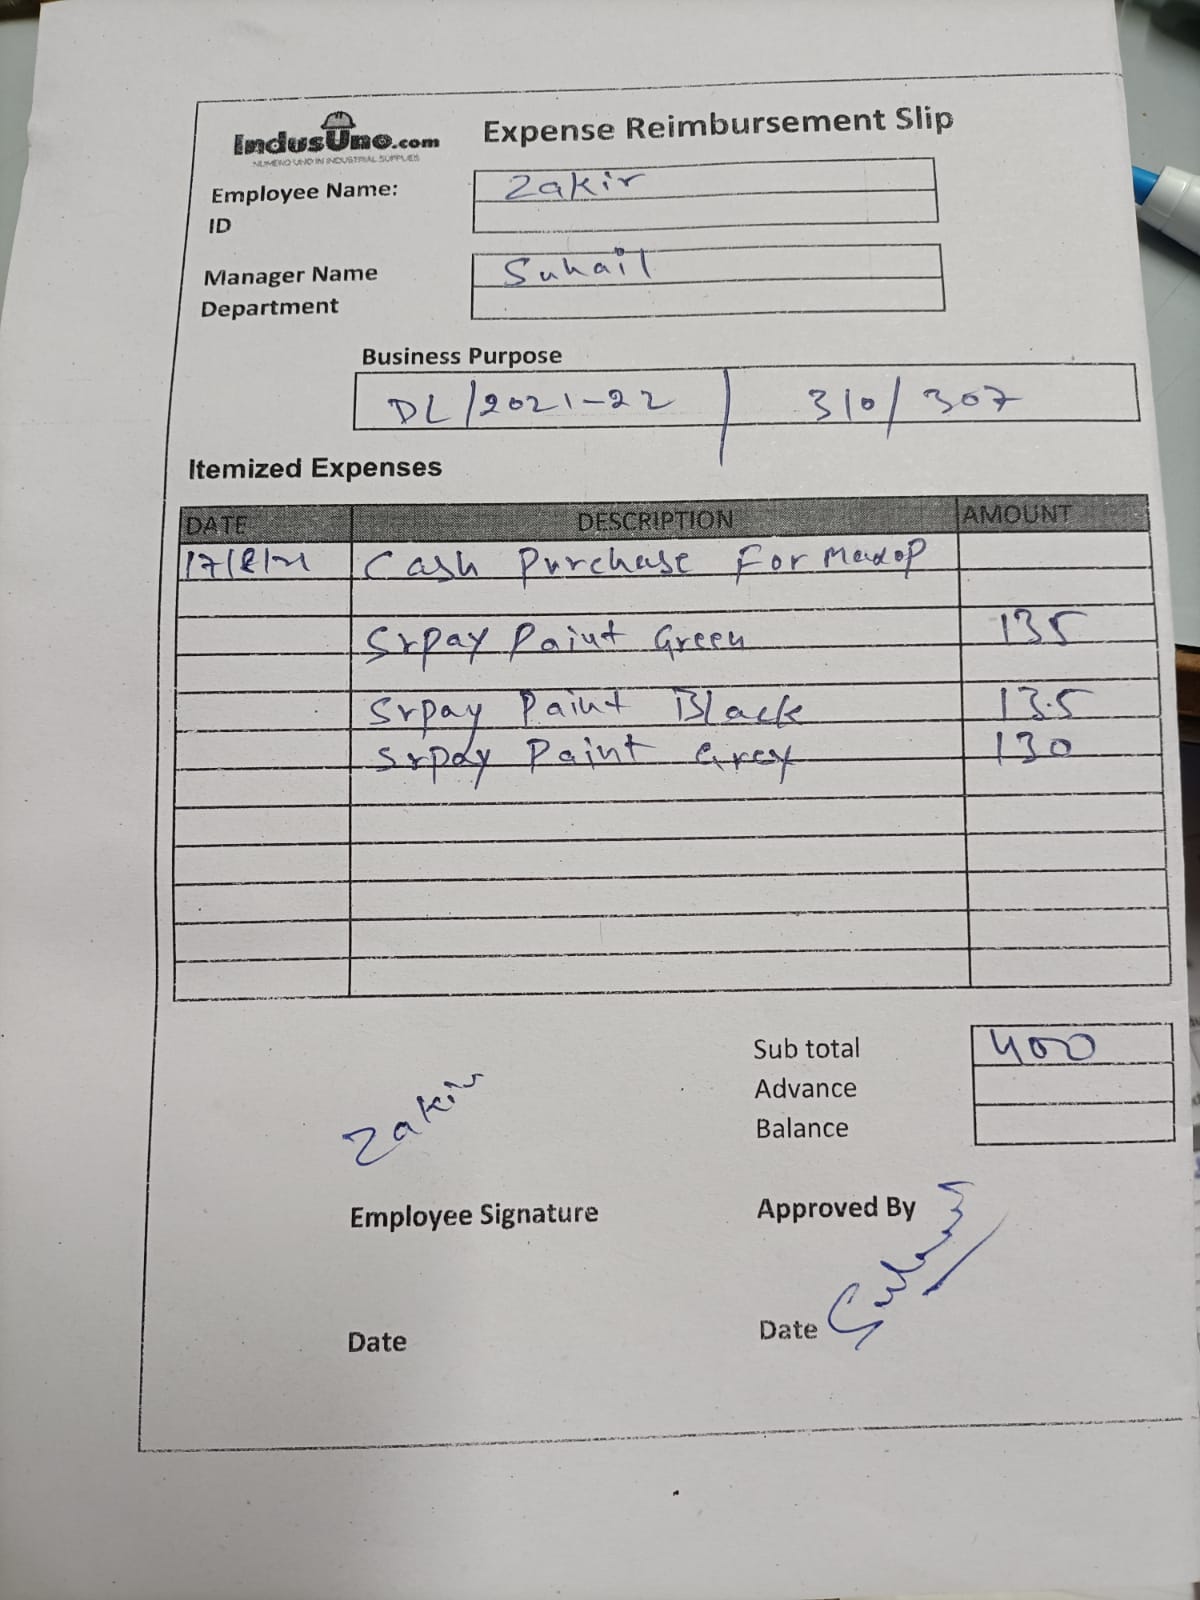 IndusUno.com
NUMERO UNO IN INDUSTRIAL SUPPLIES
Expense Reimbursement Slip
Employee Name: Zakir
ID
Manager Name Suhail
Department
Business Purpose
DL/2021-22 | 310/307
Itemized Expenses
DATE DESCRIPTION AMOUNT
17/8/21 Cash Purchase For
Srpay Paint Green 135
Srpay Paint Black 135
Srpay Paint Grey 130
Sub total 400
Advance
Balance
Zakir
Employee Signature
Approved By
Date
Date